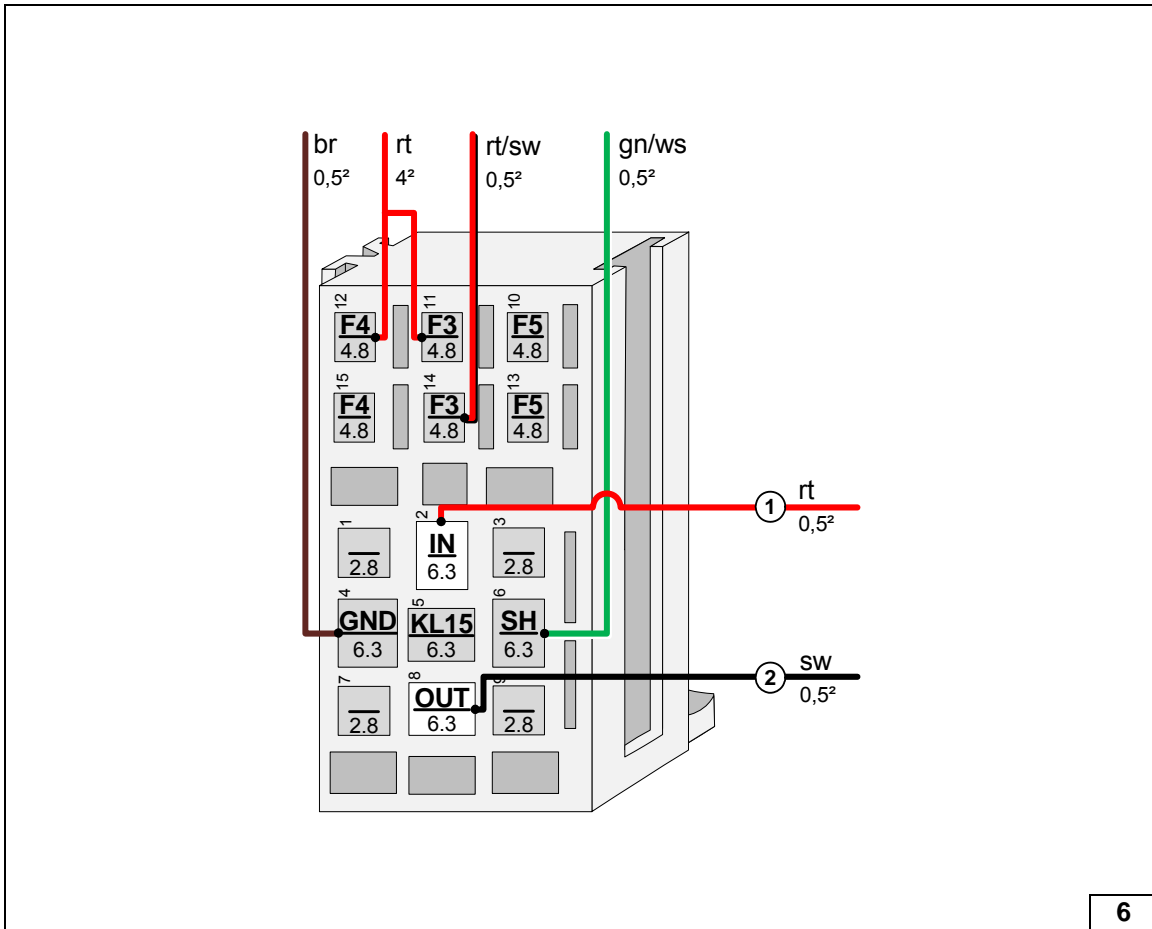 br rt rt/sw gn/ws
0,5² 4² 0,5² 0,5²
12 11 10
F4 F3 F5
4.8 4.8 4.8
15 14 13
F4 F3 F5
4.8 4.8 4.8
1 rt
0,5²
1 2 3
IN
2.8 6.3 2.8
4 5 6
GND KL15 SH
6.3 6.3 6.3
2 sw
0,5²
7 8 9
OUT
2.8 6.3 2.8
6